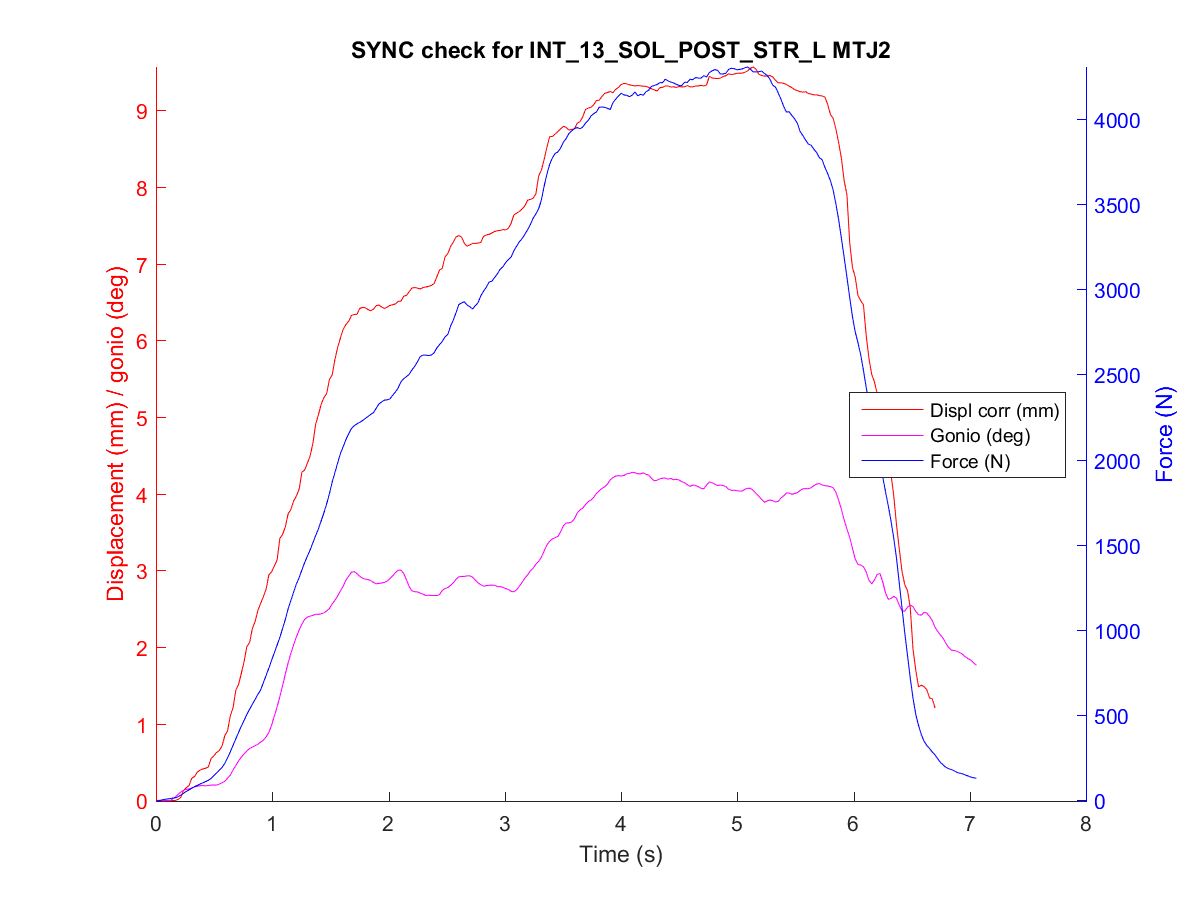 SYNC check for INT_13_SOL_POST_STR_L MTJ2
Displacement (mm) / gonio (deg)
9
8
7
6
5
4
3
2
1
0
4000
3500
3000
2500
2000
1500
1000
500
0
Force (N)
Displ corr (mm)
Gonio (deg)
Force (N)
0 1 2 3 4 5 6 7 8
Time (s)